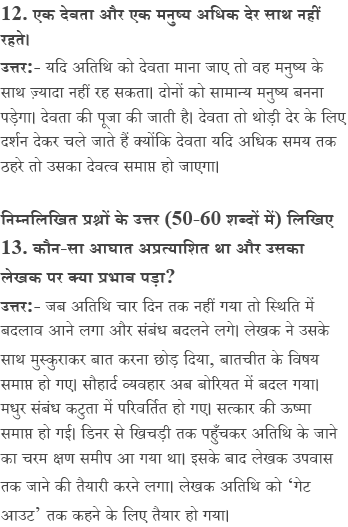 12. एक देवता और एक मनुष्य अधिक देर साथ नहीं
रहते।
उत्तर:- यदि अतिथि को देवता माना जाए तो वह मनुष्य के
साथ ज़्यादा नहीं रह सकता। दोनों को सामान्य मनुष्य बनना
पड़ेगा। देवता की पूजा की जाती है। देवता तो थोड़ी देर के लिए
दर्शन देकर चले जाते हैं क्योंकि देवता यदि अधिक समय तक
ठहरे तो उसका देवत्व समाप्त हो जाएगा।
निम्नलिखित प्रश्नों के उत्तर (50-60 शब्दों में) लिखिए
13. कौन-सा आघात अप्रत्याशित था और उसका
लेखक पर क्या प्रभाव पड़ा?
उत्तर:- जब अतिथि चार दिन तक नहीं गया तो स्थिति में
बदलाव आने लगा और संबंध बदलने लगे। लेखक ने उसके
साथ मुस्कुराकर बात करना छोड़ दिया, बातचीत के विषय
समाप्त हो गए। सौहार्द व्यवहार अब बोरियत में बदल गया।
मधुर संबंध कटुता में परिवर्तित हो गए। सत्कार की ऊष्मा
समाप्त हो गई। डिनर से खिचड़ी तक पहुँचकर अतिथि के जाने
का चरम क्षण समीप आ गया था। इसके बाद लेखक उपवास
तक जाने की तैयारी करने लगा। लेखक अतिथि को ‘गेट
आउट’ तक कहने के लिए तैयार हो गया।